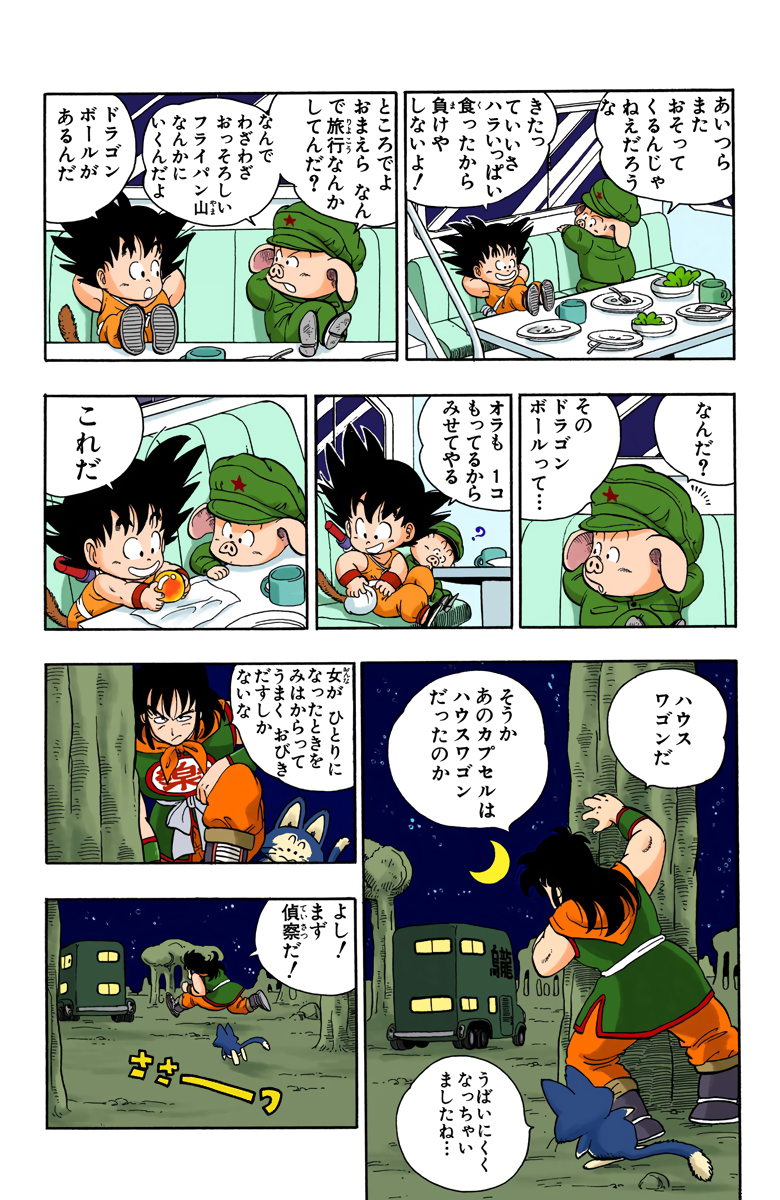 あいつら
また
おそって
くるんじゃ
ねえだろう
な
きたっ
ていいさ
ハラいっぱい
食ったから
負けや
しないよ!
ところでよ
おまえら なん
で旅行なんか
してんだ?
なんで
わざわざ
おっそろしい
フライパン山
なんかに
いくんだよ
ドラゴン
ボールが
あるんだ
なんだ?
その
ドラゴン
ボールって…
オラも 1コ
もってるから
みせてやる
?
これだ
ハウス
ワゴンだ
そうか
あのカプセルは
ハウスワゴン
だったのか
龍
うばいにくく
なっちゃい
ましたね…
女が ひとりに
なったときを
みはからって
うまく おびき
だすしか
ないな
楽
よし!
まず
偵察だ!
ささーーっ